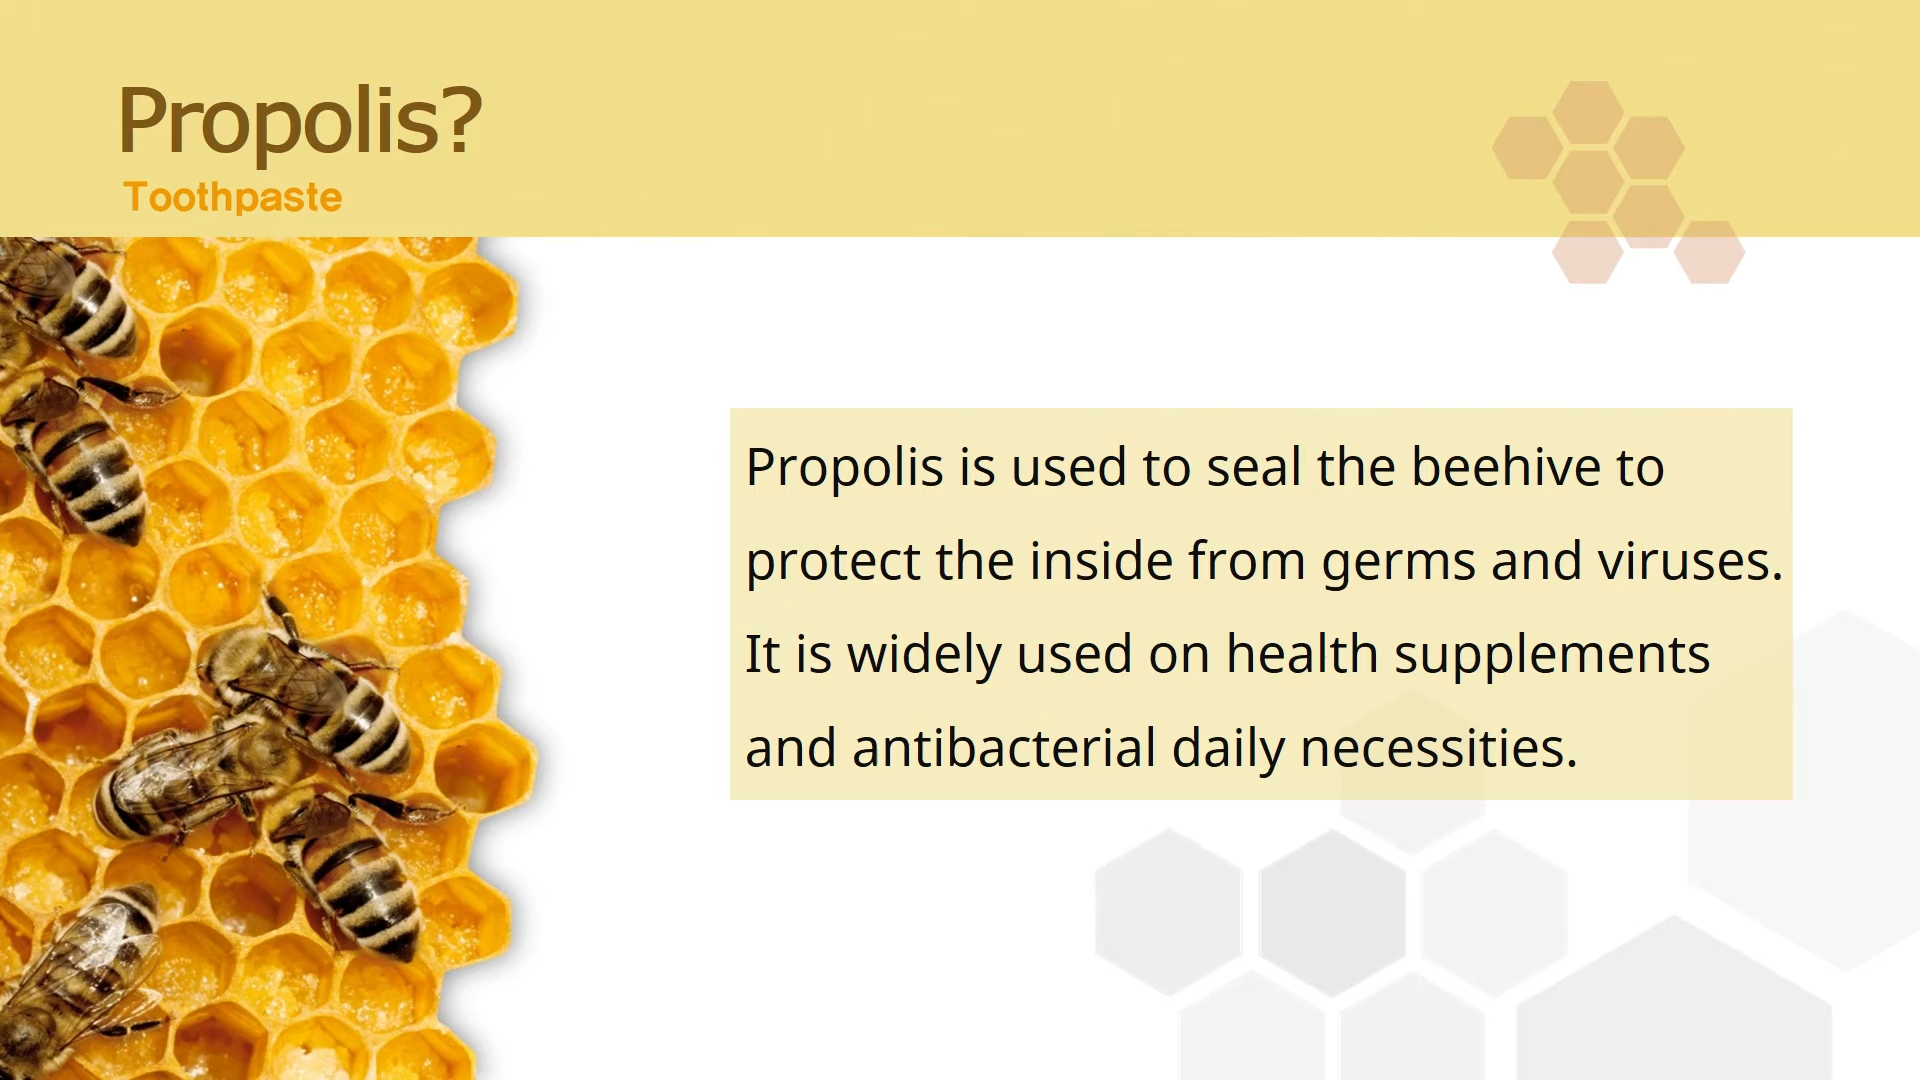 Propolis?
Toothpaste
Propolis is used to seal the beehive to
protect the inside from germs and viruses.
It is widely used on health supplements
and antibacterial daily necessities.